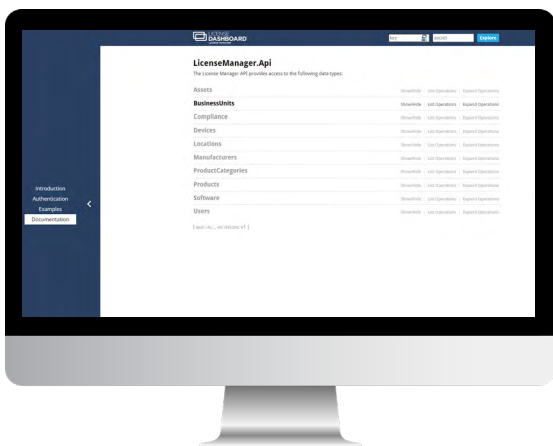 LICENSE
DASHBOARD
key
secret
Explore
LicenseManager.Api
The License Manager API provides access to the following data types:
Assets Show/Hide | List Operations | Expand Operations
BusinessUnits Show/Hide | List Operations | Expand Operations
Compliance Show/Hide | List Operations | Expand Operations
Devices Show/Hide | List Operations | Expand Operations
Locations Show/Hide | List Operations | Expand Operations
Manufacturers Show/Hide | List Operations | Expand Operations
ProductCategories Show/Hide | List Operations | Expand Operations
Products Show/Hide | List Operations | Expand Operations
Software Show/Hide | List Operations | Expand Operations
Users Show/Hide | List Operations | Expand Operations
Introduction
Authentication
Examples
Documentation